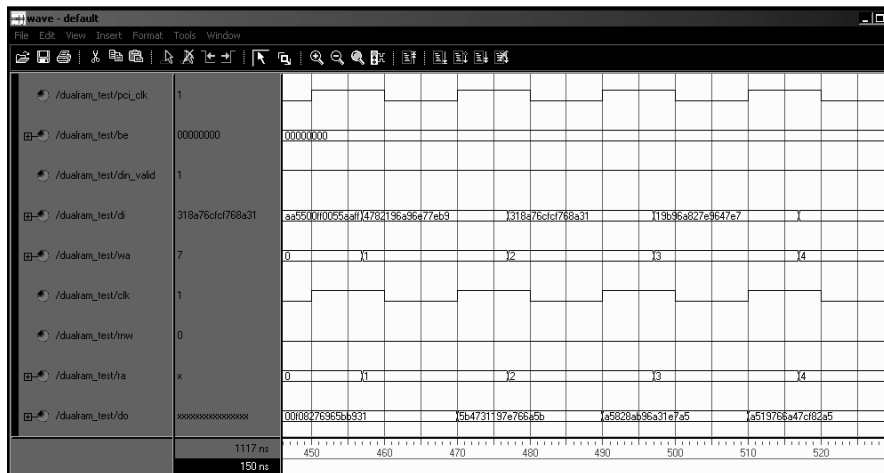 wave - default
File Edit View Insert Format Tools Window
/dualram_test/pci_clk 1
/dualram_test/be 00000000 00000000
/dualram_test/din_valid 1
/dualram_test/di 318a76cfcf768a31 aa5500ff0055aaff 4782196a96e77eb9 318a76cfcf768a31 19b96a827e9647e7
/dualram_test/wa 7 0 1 2 3 4
/dualram_test/clk 1
/dualram_test/rnw 0
/dualram_test/ra x 0 1 2 3 4
/dualram_test/do xxxxxxxxxxxxxxxx 00f08276965bb931 5b4731197e766a5b a5828ab96a31e7a5 a519766a47cf82a5
1117 ns 450 460 470 480 490 500 510 520
150 ns